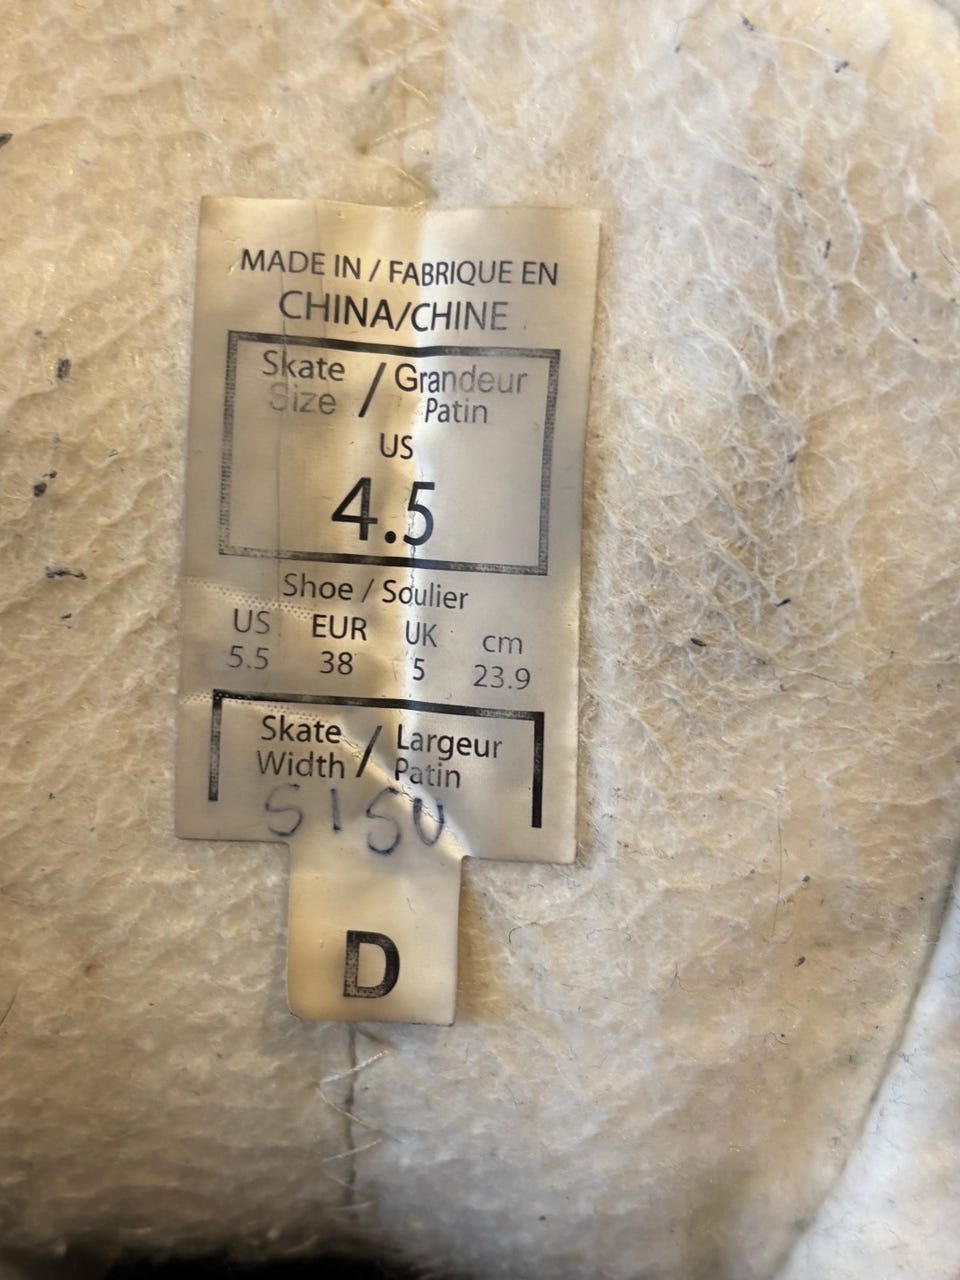 MADE IN / FABRIQUE EN
CHINA/CHINE
Skate Size / Grandeur Patin
US
4.5
Shoe / Soulier
US EUR UK cm
5.5 38 5 23.9
Skate Width / Largeur Patin
SISU
D